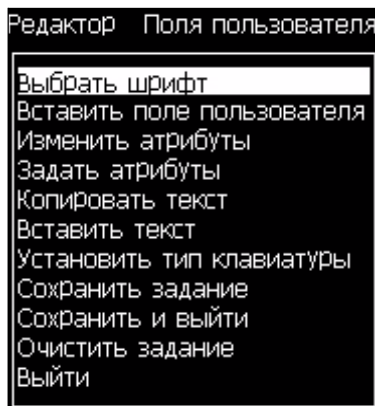 Редактор Поля пользователя
Выбрать шрифт
Вставить поле пользователя
Изменить атрибуты
Задать атрибуты
Копировать текст
Вставить текст
Установить тип клавиатуры
Сохранить задание
Сохранить и выйти
Очистить задание
Выйти